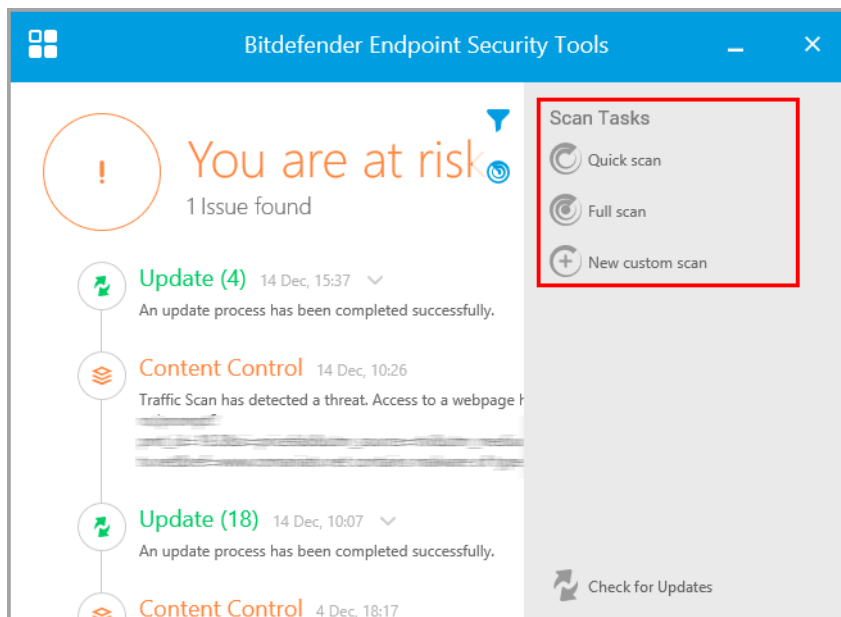 Bitdefender Endpoint Security Tools
You are at risk
1 Issue found
Update (4) 14 Dec, 15:37
An update process has been completed successfully.
Content Control 14 Dec, 10:26
Traffic Scan has detected a threat. Access to a webpage
Update (18) 14 Dec, 10:07
An update process has been completed successfully.
Content Control 4 Dec, 18:17
Scan Tasks
Quick scan
Full scan
New custom scan
Check for Updates